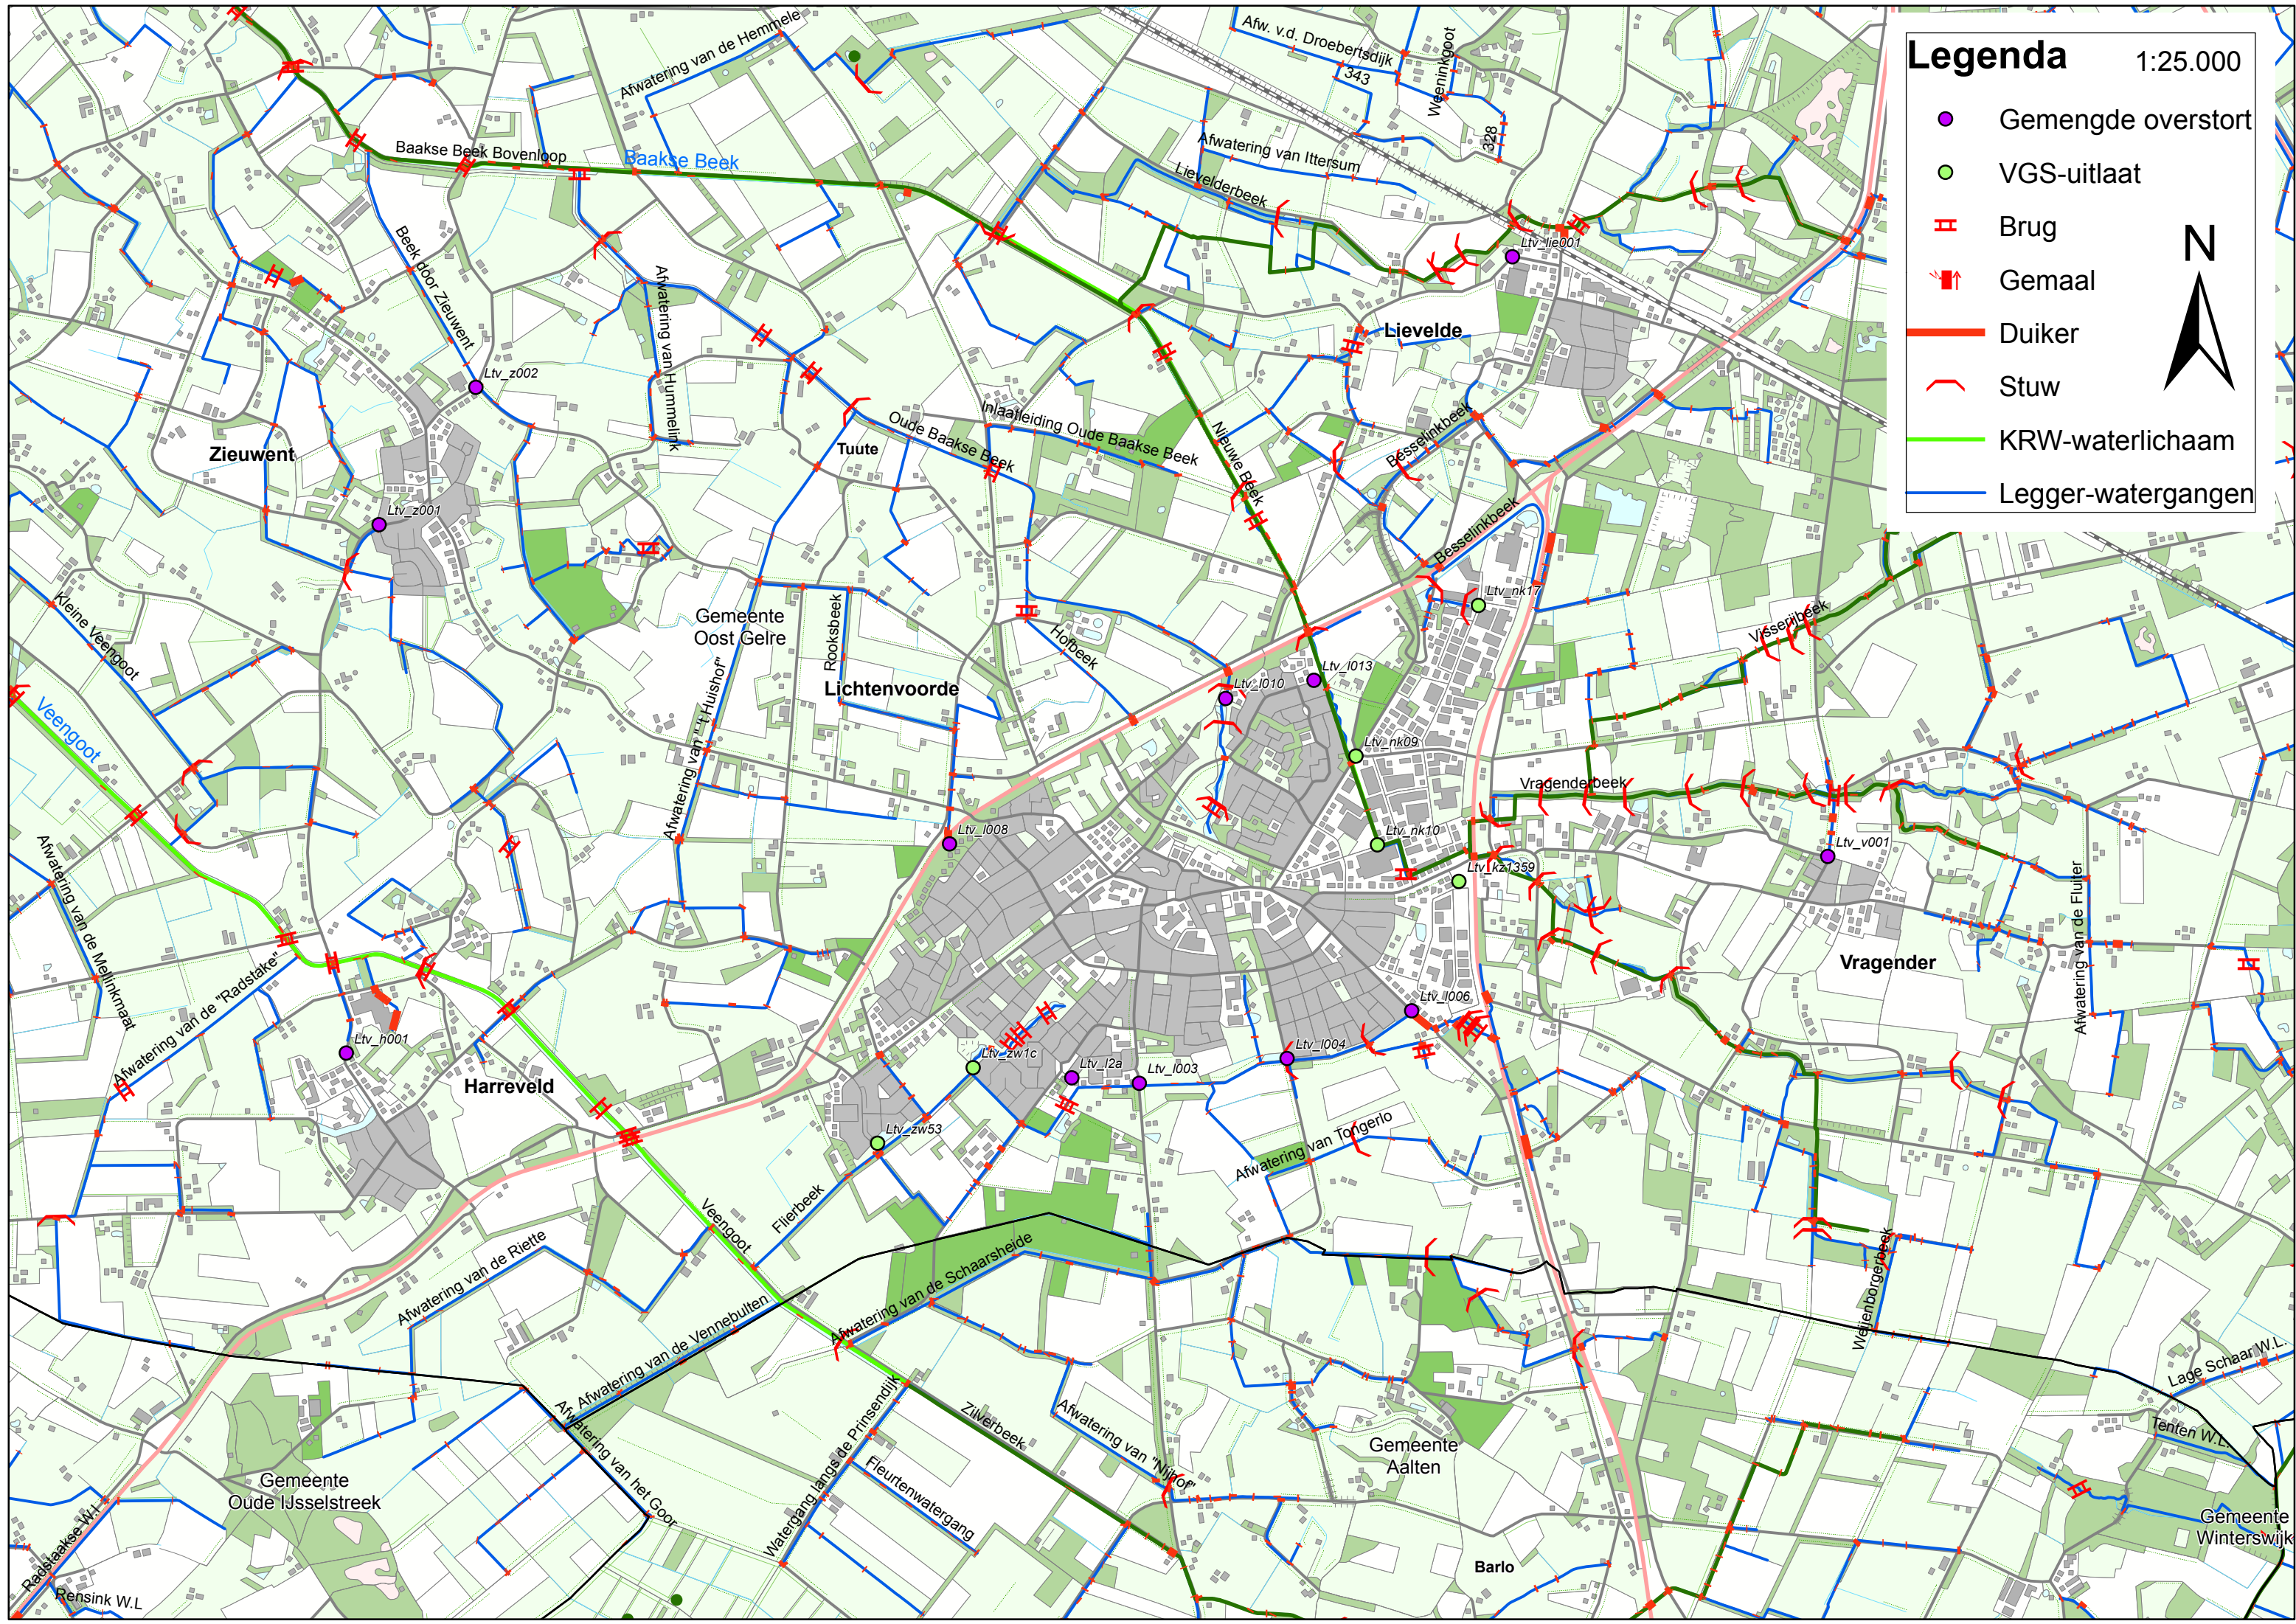 Legenda 1:25.000
Gemengde overstort
VGS-uitlaat
Brug
Gemaal
Duiker
Stuw
KRW-waterlichaam
Legger-watergangen
N
Afwatering van de Hemmele
Afw. v.d. Droebertsdijk
343
Weeninkgoot
328
Baakse Beek Bovenloop
Baakse Beek
Afwatering van Ittersum
Lievelderbeek
Ltv_lie001
Beek door Zieuwent
Afwatering van Hummelink
Lievelde
Ltv_z002
Zieuwent
Tuute
Oude Baakse Beek
Inlaatleiding Oude Baakse Beek
Nieuwe Beek
Besselinkbeek
Ltv_z001
Besselinkbeek
Kleine Veengoot
Gemeente
Oost Gelre
Rooksbeek
Hofbeek
Ltv_nk17
Visserijbeek
Lichtenvoorde
Ltv_l013
Ltv_l010
Veengoot
Afwatering van "'t Huishof"
Ltv_nk09
Vragenderbeek
Ltv_l008
Ltv_nk10
Ltv_kz1359
Ltv_v001
Afwatering van de Mellinkmaat
Afwatering van de "Radstake"
Afwatering van de Fluiter
Vragender
Ltv_l006
Ltv_h001
Ltv_zw1c
Ltv_l2a
Ltv_l003
Ltv_l004
Harreveld
Ltv_zw53
Afwatering van Tongerlo
Flierbeek
Veengoot
Afwatering van de Riette
Afwatering van de Schaarsheide
Weijenborgerbeek
Afwatering van de Vennebulten
Lage Schaar W.L.
Afwatering van het Goor
Watergang langs de Prinsendijk
Zilverbeek
Afwatering van "Nijhof"
Fleurtenwatergang
Tenten W.L.
Gemeente
Aalten
Gemeente
Oude IJsselstreek
Gemeente
Winterswijk
Radstaakse W.l
Rensink W.L
Barlo